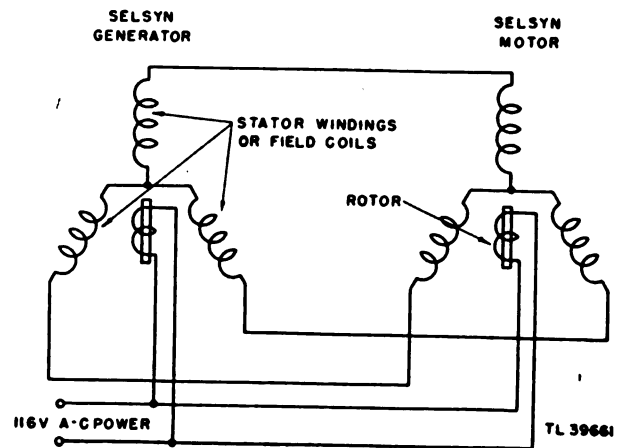 SELSYN
GENERATOR
SELSYN
MOTOR
STATOR WINDINGS
OR FIELD COILS
ROTOR
116V A-C POWER
TL 39661